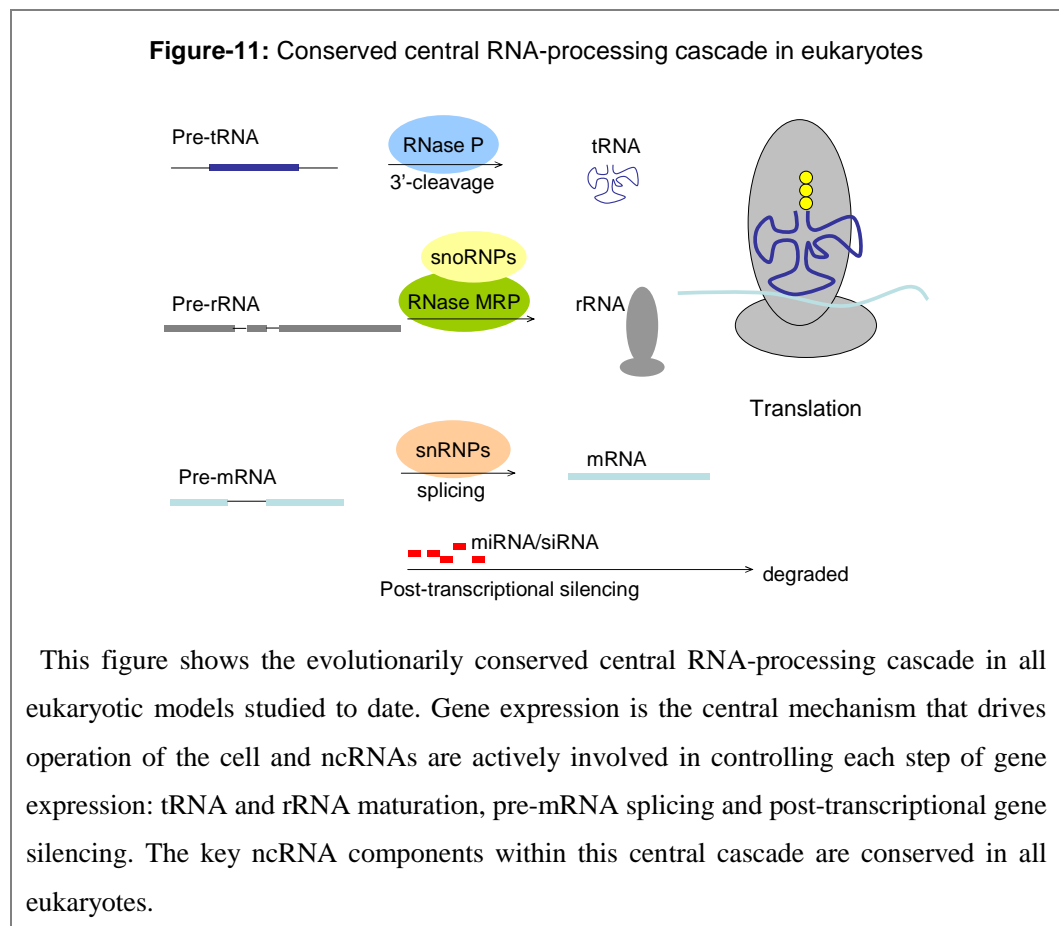 Figure-11: Conserved central RNA-processing cascade in eukaryotes
Pre-tRNA
RNase P
3'-cleavage
tRNA
snoRNPs
RNase MRP
Pre-rRNA
rRNA
Translation
snRNPs
splicing
Pre-mRNA
mRNA
miRNA/siRNA
Post-transcriptional silencing
degraded
This figure shows the evolutionarily conserved central RNA-processing cascade in all
eukaryotic models studied to date. Gene expression is the central mechanism that drives
operation of the cell and ncRNAs are actively involved in controlling each step of gene
expression: tRNA and rRNA maturation, pre-mRNA splicing and post-transcriptional gene
silencing. The key ncRNA components within this central cascade are conserved in all
eukaryotes.